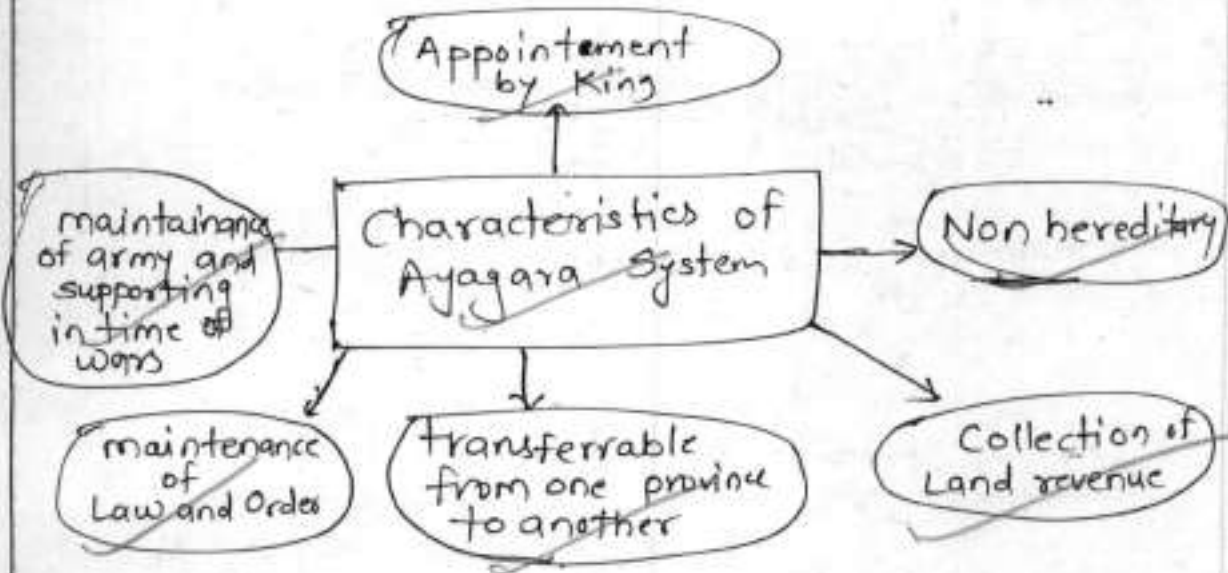 Appointement
by King
maintainance
of army and
supporting
in time of
wars
Characteristics of
Ayagara System
Non hereditary
maintenance
of
Law and Order
transferrable
from one province
to another
Collection of
Land revenue